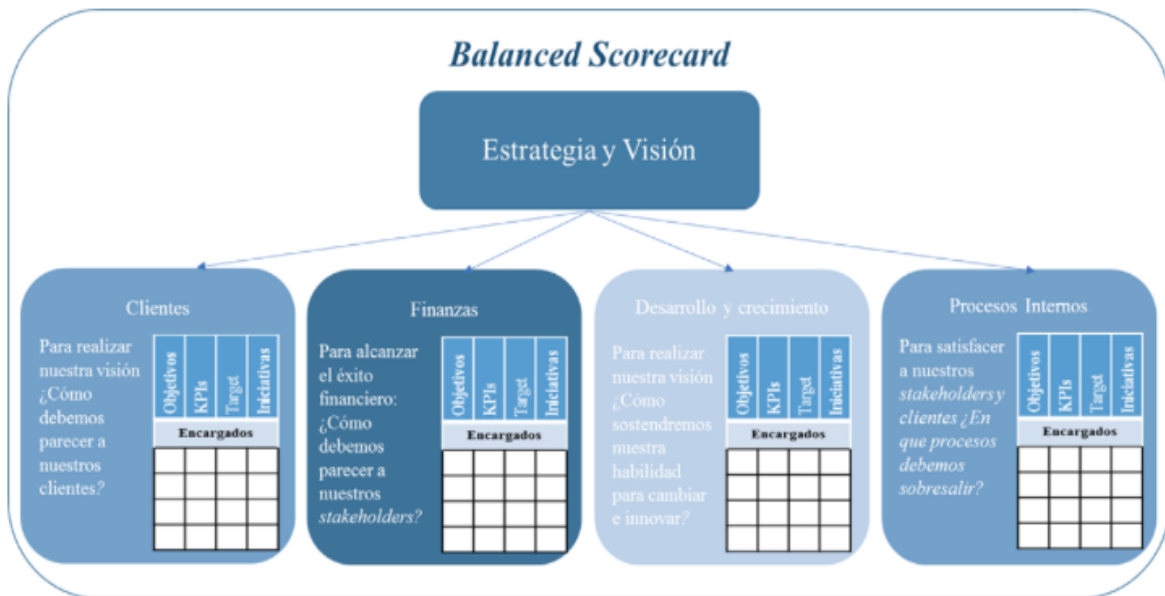 Balanced Scorecard
Estrategia y Visión
Clientes
Para realizar
nuestra visión
¿Cómo
debemos
parecer a
nuestros
clientes?
Objetivos
KPIs
Target
Iniciativas
Encargados
Finanzas
Para alcanzar
el éxito
financiero:
¿Cómo
debemos
parecer a
nuestros
stakeholders?
Objetivos
KPIs
Target
Iniciativas
Encargados
Desarrollo y crecimiento
Para realizar
nuestra visión
¿Cómo
sostendremos
nuestra
habilidad
para cambiar
e innovar?
Objetivos
KPIs
Target
Iniciativas
Encargados
Procesos Internos
Para satisfacer
a nuestros
stakeholders y
clientes ¿En
que procesos
debemos
sobresalir?
Objetivos
KPIs
Target
Iniciativas
Encargados